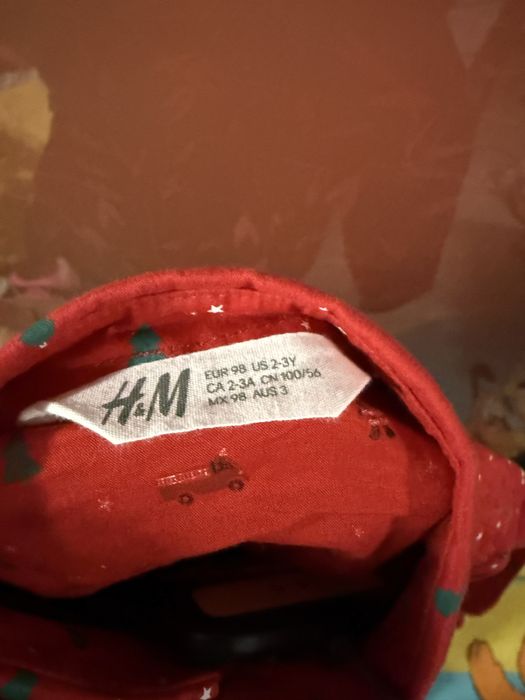 H&M
EUR 98 US 2-3Y
CA 2-3A CN 100/56
MX 98 AUS 3